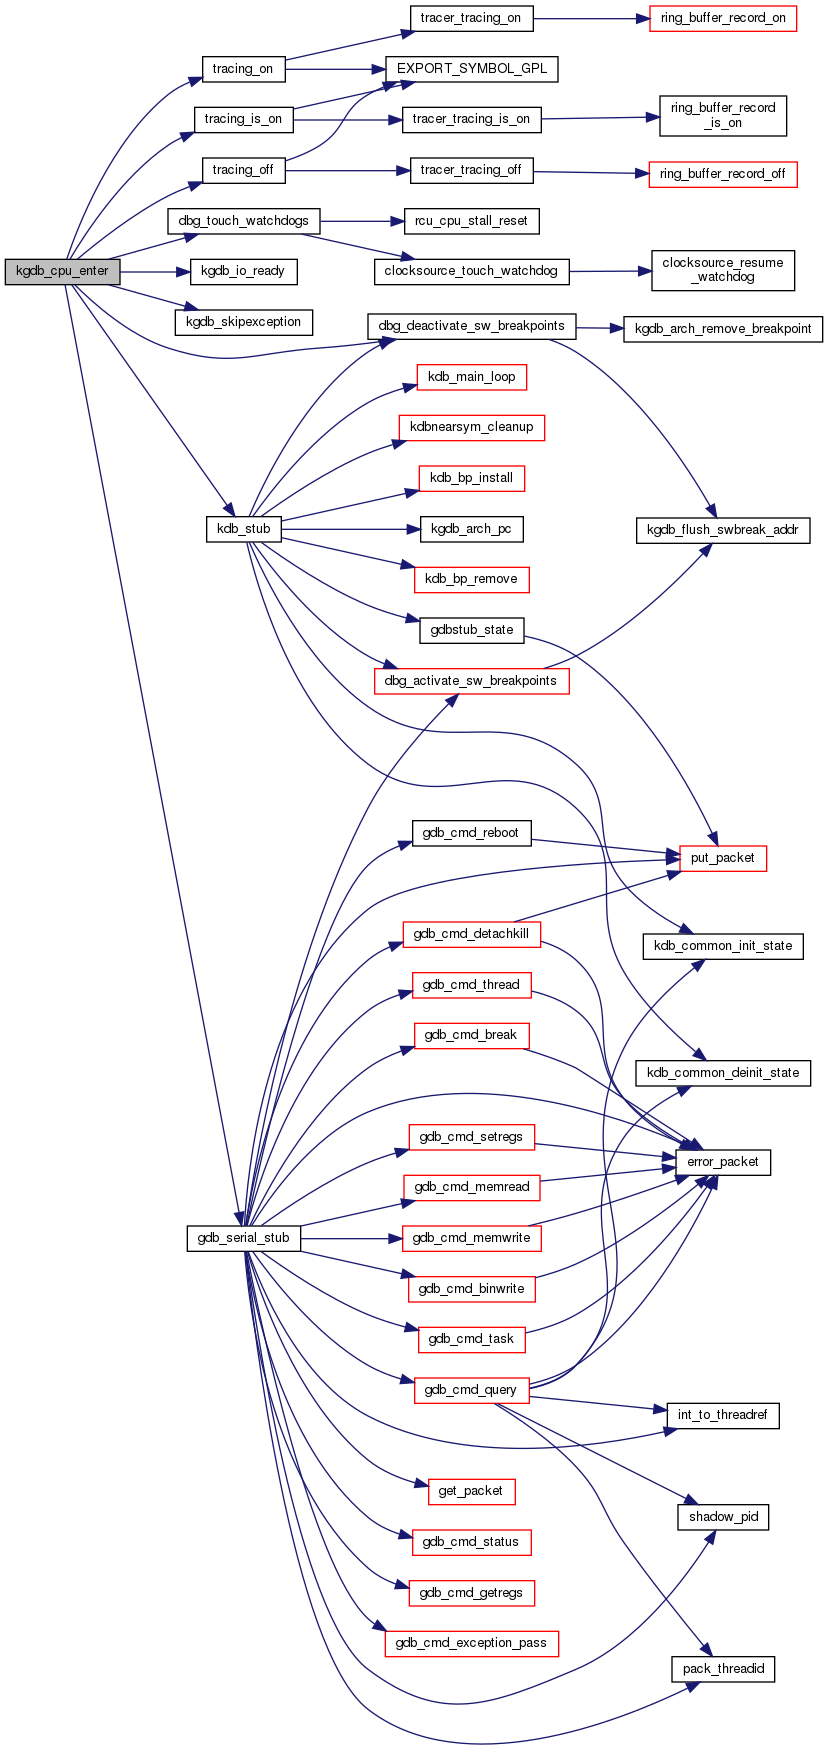 tracer_tracing_on
ring_buffer_record_on
tracing_on
EXPORT_SYMBOL_GPL
tracing_is_on
tracer_tracing_is_on
ring_buffer_record
_is_on
tracing_off
tracer_tracing_off
ring_buffer_record_off
dbg_touch_watchdogs
rcu_cpu_stall_reset
kgdb_cpu_enter
kgdb_io_ready
clocksource_touch_watchdog
clocksource_resume
_watchdog
kgdb_skipexception
dbg_deactivate_sw_breakpoints
kgdb_arch_remove_breakpoint
kdb_main_loop
kdbnearsym_cleanup
kdb_bp_install
kdb_stub
kgdb_arch_pc
kgdb_flush_swbreak_addr
kdb_bp_remove
gdbstub_state
dbg_activate_sw_breakpoints
gdb_cmd_reboot
put_packet
gdb_cmd_detachkill
kdb_common_init_state
gdb_cmd_thread
gdb_cmd_break
kdb_common_deinit_state
gdb_cmd_setregs
error_packet
gdb_cmd_memread
gdb_serial_stub
gdb_cmd_memwrite
gdb_cmd_binwrite
gdb_cmd_task
gdb_cmd_query
int_to_threadref
get_packet
shadow_pid
gdb_cmd_status
gdb_cmd_getregs
gdb_cmd_exception_pass
pack_threadid